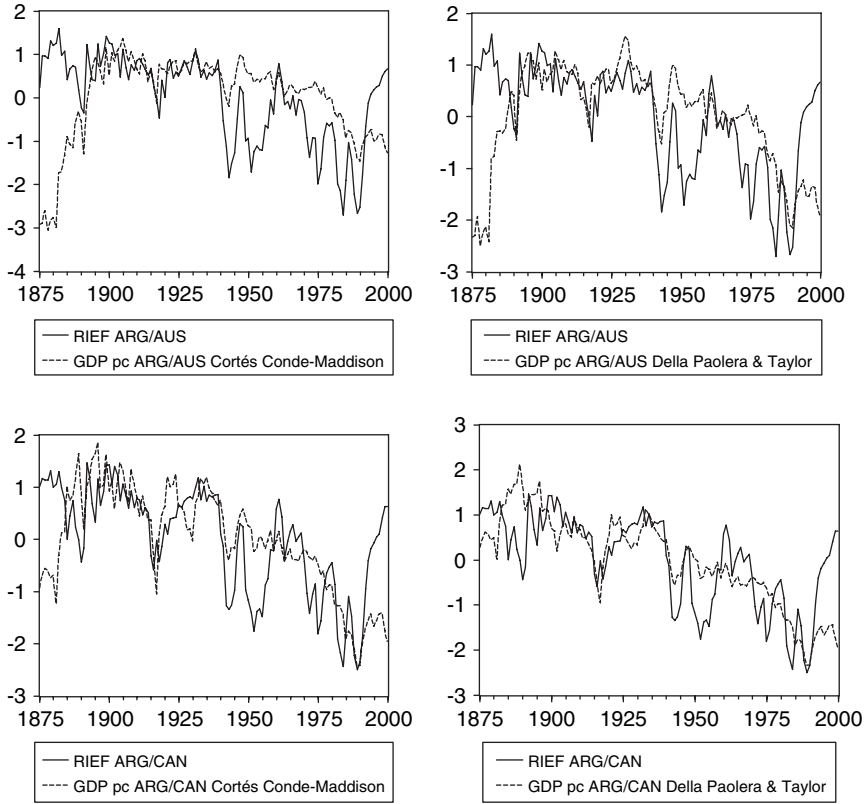 2
1
0
-1
-2
-3
-4
1875 1900 1925 1950 1975 2000
RIEF ARG/AUS
GDP pc ARG/AUS Cortés Conde-Maddison
2
1
0
-1
-2
-3
1875 1900 1925 1950 1975 2000
RIEF ARG/AUS
GDP pc ARG/AUS Della Paolera & Taylor
2
1
0
-1
-2
-3
1875 1900 1925 1950 1975 2000
RIEF ARG/CAN
GDP pc ARG/CAN Cortés Conde-Maddison
3
2
1
0
-1
-2
-3
1875 1900 1925 1950 1975 2000
RIEF ARG/CAN
GDP pc ARG/CAN Della Paolera & Taylor